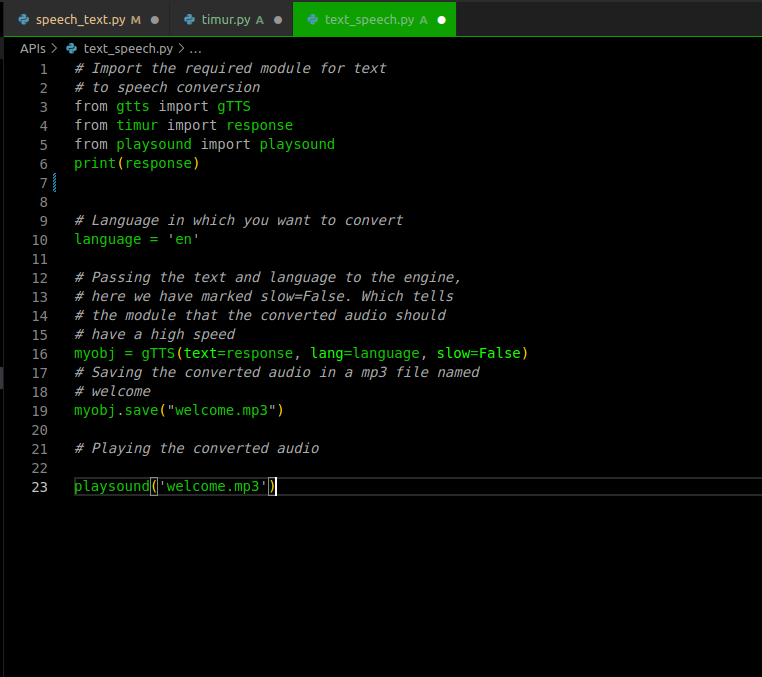 speech_text.py M timur.py A text_speech.py A
APIs > text_speech.py > ...
1 # Import the required module for text
2 # to speech conversion
3 from gtts import gTTS
4 from timur import response
5 from playsound import playsound
6 print(response)
7
8
9 # Language in which you want to convert
10 language = 'en'
11
12 # Passing the text and language to the engine,
13 # here we have marked slow=False. Which tells
14 # the module that the converted audio should
15 # have a high speed
16 myobj = gTTS(text=response, lang=language, slow=False)
17 # Saving the converted audio in a mp3 file named
18 # welcome
19 myobj.save("welcome.mp3")
20
21 # Playing the converted audio
22
23 playsound('welcome.mp3')